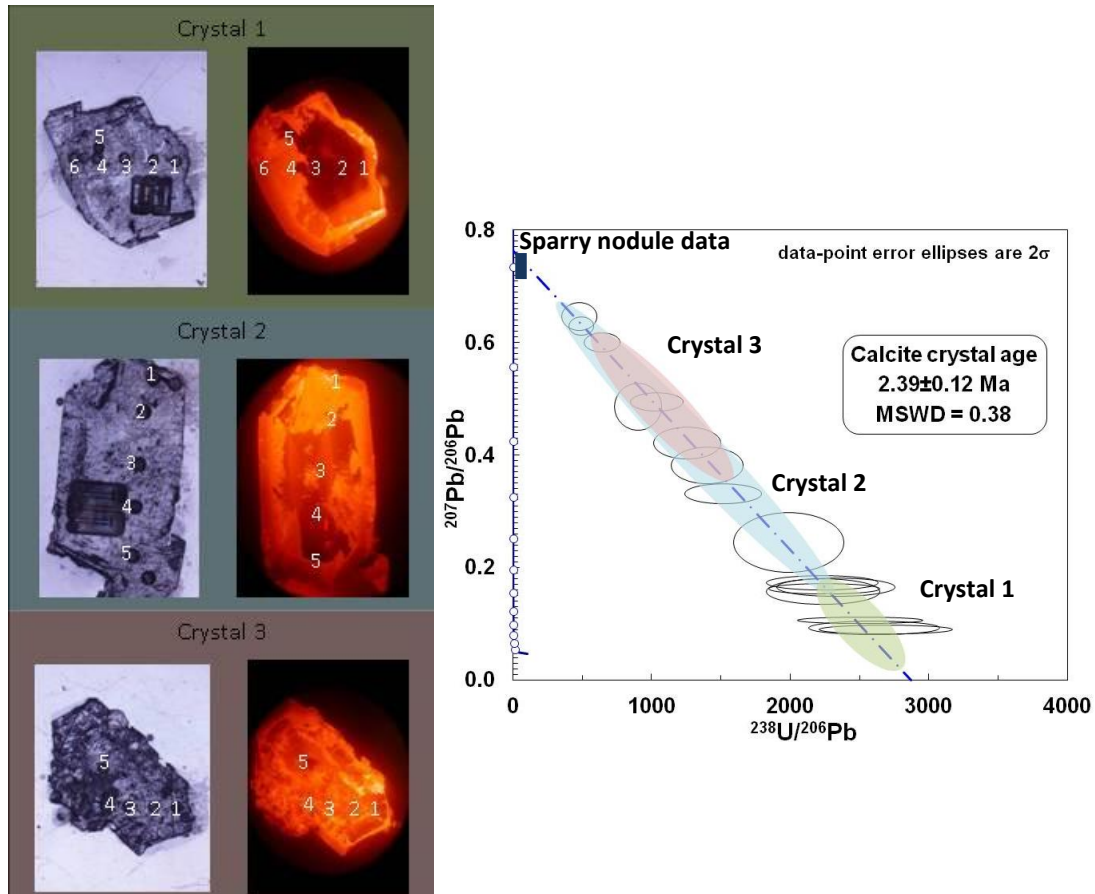 Crystal 1
5
6 4 3 2 1
5
6 4 3 2 1
Crystal 2
1
2
3
4
5
1
2
3
4
5
Crystal 3
5
4 3 2 1
5
4 3 2 1
0.8
0.6
0.4
0.2
0.0
²⁰⁷Pb/²⁰⁶Pb
Sparry nodule data
data-point error ellipses are 2σ
Crystal 3
Calcite crystal age
2.39±0.12 Ma
MSWD = 0.38
Crystal 2
Crystal 1
0 1000 2000 3000 4000
²³⁸U/²⁰⁶Pb